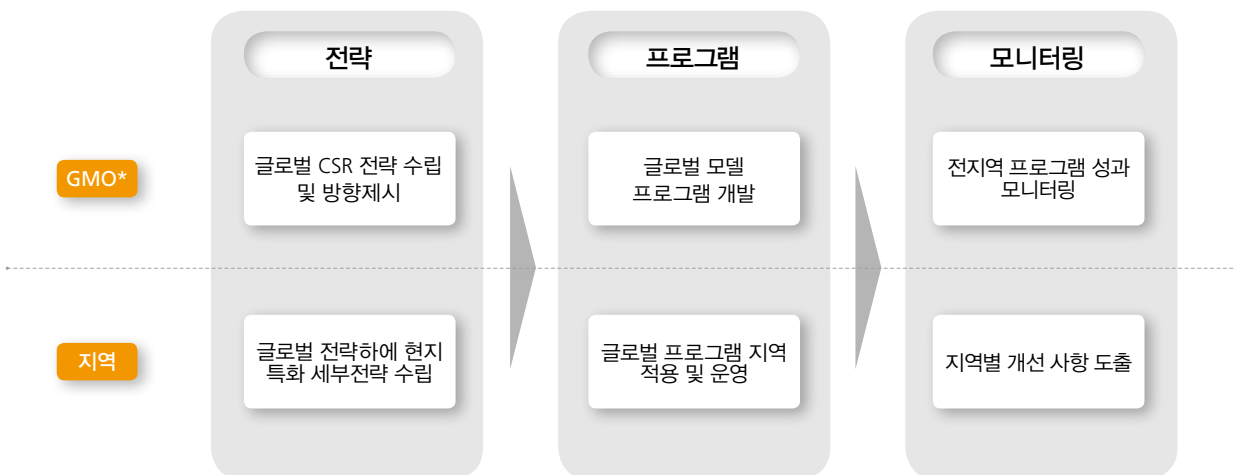 전략
프로그램
모니터링
GMO*
글로벌 CSR 전략 수립
및 방향제시
글로벌 모델
프로그램 개발
전지역 프로그램 성과
모니터링
지역
글로벌 전략하에 현지
특화 세부전략 수립
글로벌 프로그램 지역
적용 및 운영
지역별 개선 사항 도출